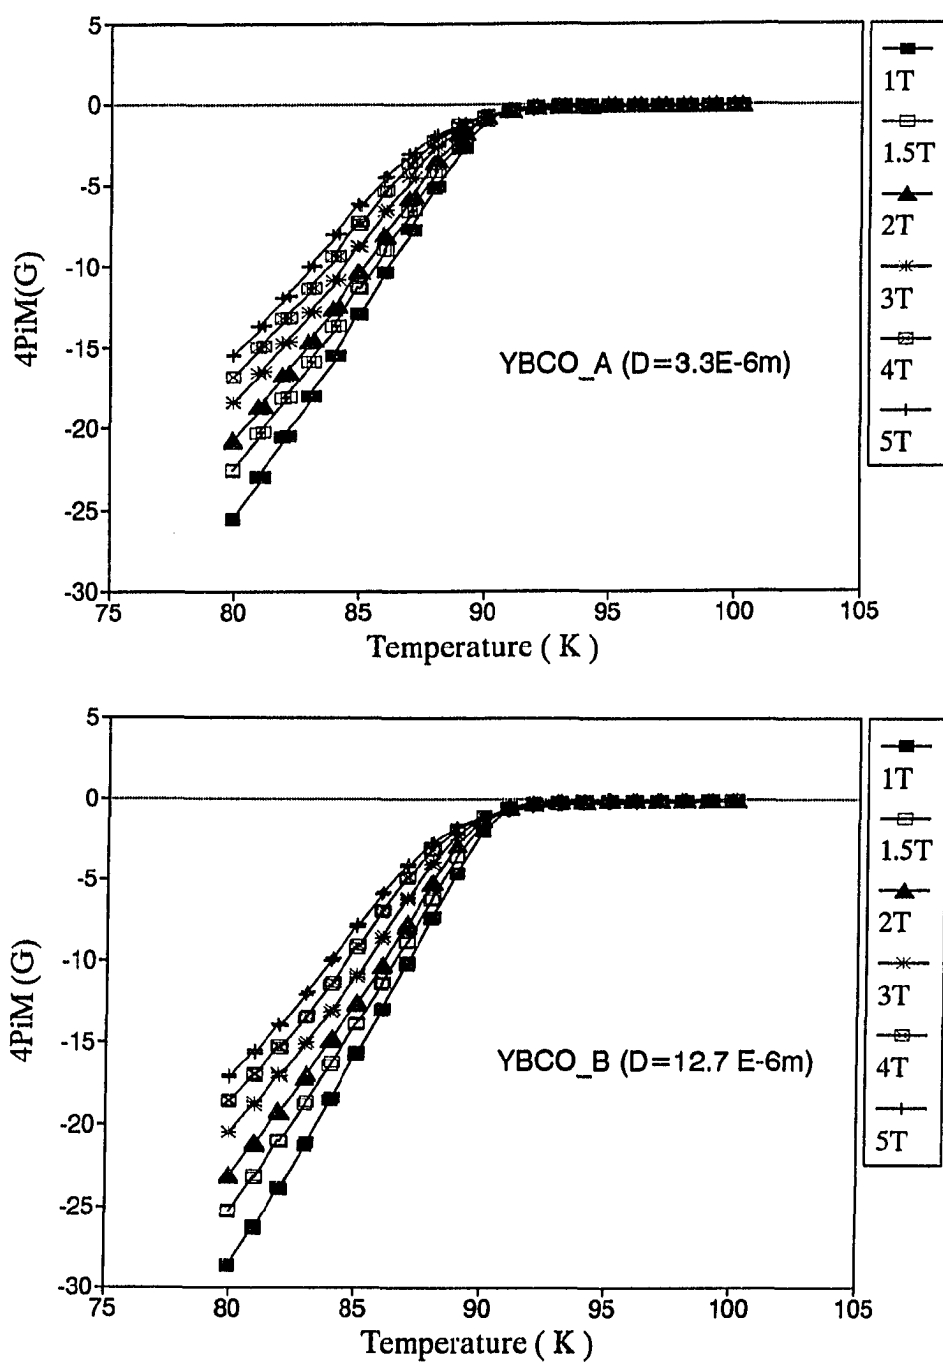 5
0
-5
-10
-15
-20
-25
-30
4PiM(G)
75 80 85 90 95 100 105
Temperature ( K )
YBCO_A (D=3.3E-6m)
1T
1.5T
2T
3T
4T
5T
5
0
-5
-10
-15
-20
-25
-30
4PiM (G)
75 80 85 90 95 100 105
Temperature ( K )
YBCO_B (D=12.7 E-6m)
1T
1.5T
2T
3T
4T
5T